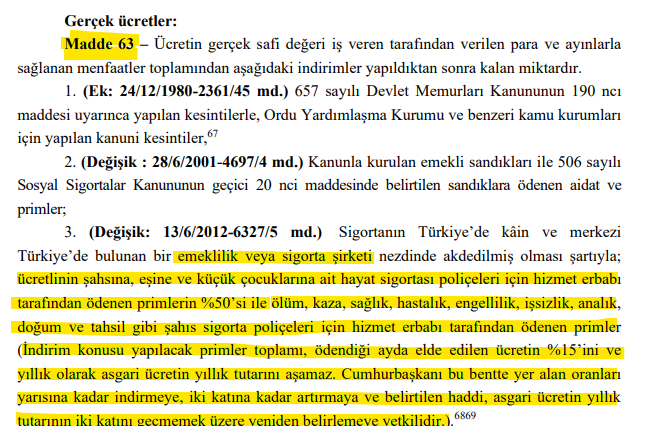 Gerçek ücretler:
Madde 63 – Ücretin gerçek safi değeri iş veren tarafından verilen para ve ayınlarla
sağlanan menfaatler toplamından aşağıdaki indirimler yapıldıktan sonra kalan miktardır.
1. (Ek: 24/12/1980-2361/45 md.) 657 sayılı Devlet Memurları Kanununun 190 ncı
maddesi uyarınca yapılan kesintilerle, Ordu Yardımlaşma Kurumu ve benzeri kamu kurumları
için yapılan kanuni kesintiler,67
2. (Değişik : 28/6/2001-4697/4 md.) Kanunla kurulan emekli sandıkları ile 506 sayılı
Sosyal Sigortalar Kanununun geçici 20 nci maddesinde belirtilen sandıklara ödenen aidat ve
primler;
3. (Değişik: 13/6/2012-6327/5 md.) Sigortanın Türkiye’de kâin ve merkezi
Türkiye’de bulunan bir emeklilik veya sigorta şirketi nezdinde akdedilmiş olması şartıyla;
ücretlinin şahsına, eşine ve küçük çocuklarına ait hayat sigortası poliçeleri için hizmet erbabı
tarafından ödenen primlerin %50’si ile ölüm, kaza, sağlık, hastalık, engellilik, işsizlik, analık,
doğum ve tahsil gibi şahıs sigorta poliçeleri için hizmet erbabı tarafından ödenen primler
(İndirim konusu yapılacak primler toplamı, ödendiği ayda elde edilen ücretin %15’ini ve
yıllık olarak asgari ücretin yıllık tutarını aşamaz. Cumhurbaşkanı bu bentte yer alan oranları
yarısına kadar indirmeye, iki katına kadar artırmaya ve belirtilen haddi, asgari ücretin yıllık
tutarının iki katını geçmemek üzere yeniden belirlemeye yetkilidir.).6869